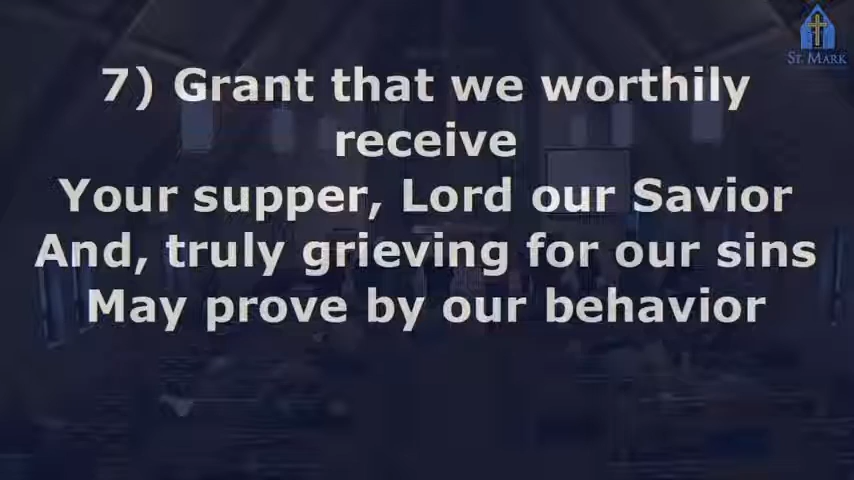 ST. MARK
7) Grant that we worthily
receive
Your supper, Lord our Savior
And, truly grieving for our sins
May prove by our behavior